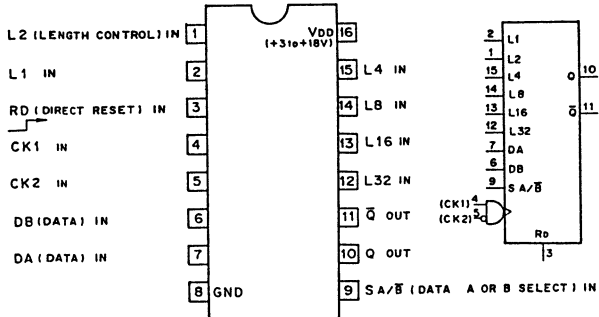 L2 (LENGTH CONTROL) IN 1
L1 IN 2
RD (DIRECT RESET) IN 3
CK1 IN 4
CK2 IN 5
DB (DATA) IN 6
DA (DATA) IN 7
8 GND
VDD 16
(+3to+18V)
15 L4 IN
14 L8 IN
13 L16 IN
12 L32 IN
11 Q̅ OUT
10 Q OUT
9 S A/B̅ (DATA A OR B SELECT) IN
2 L1
1 L2
15 L4
14 L8
13 L16
12 L32
7 DA
6 DB
9 S A/B̅
(CK1) 4
(CK2) 5
Q 10
Q̅ 11
RD
3